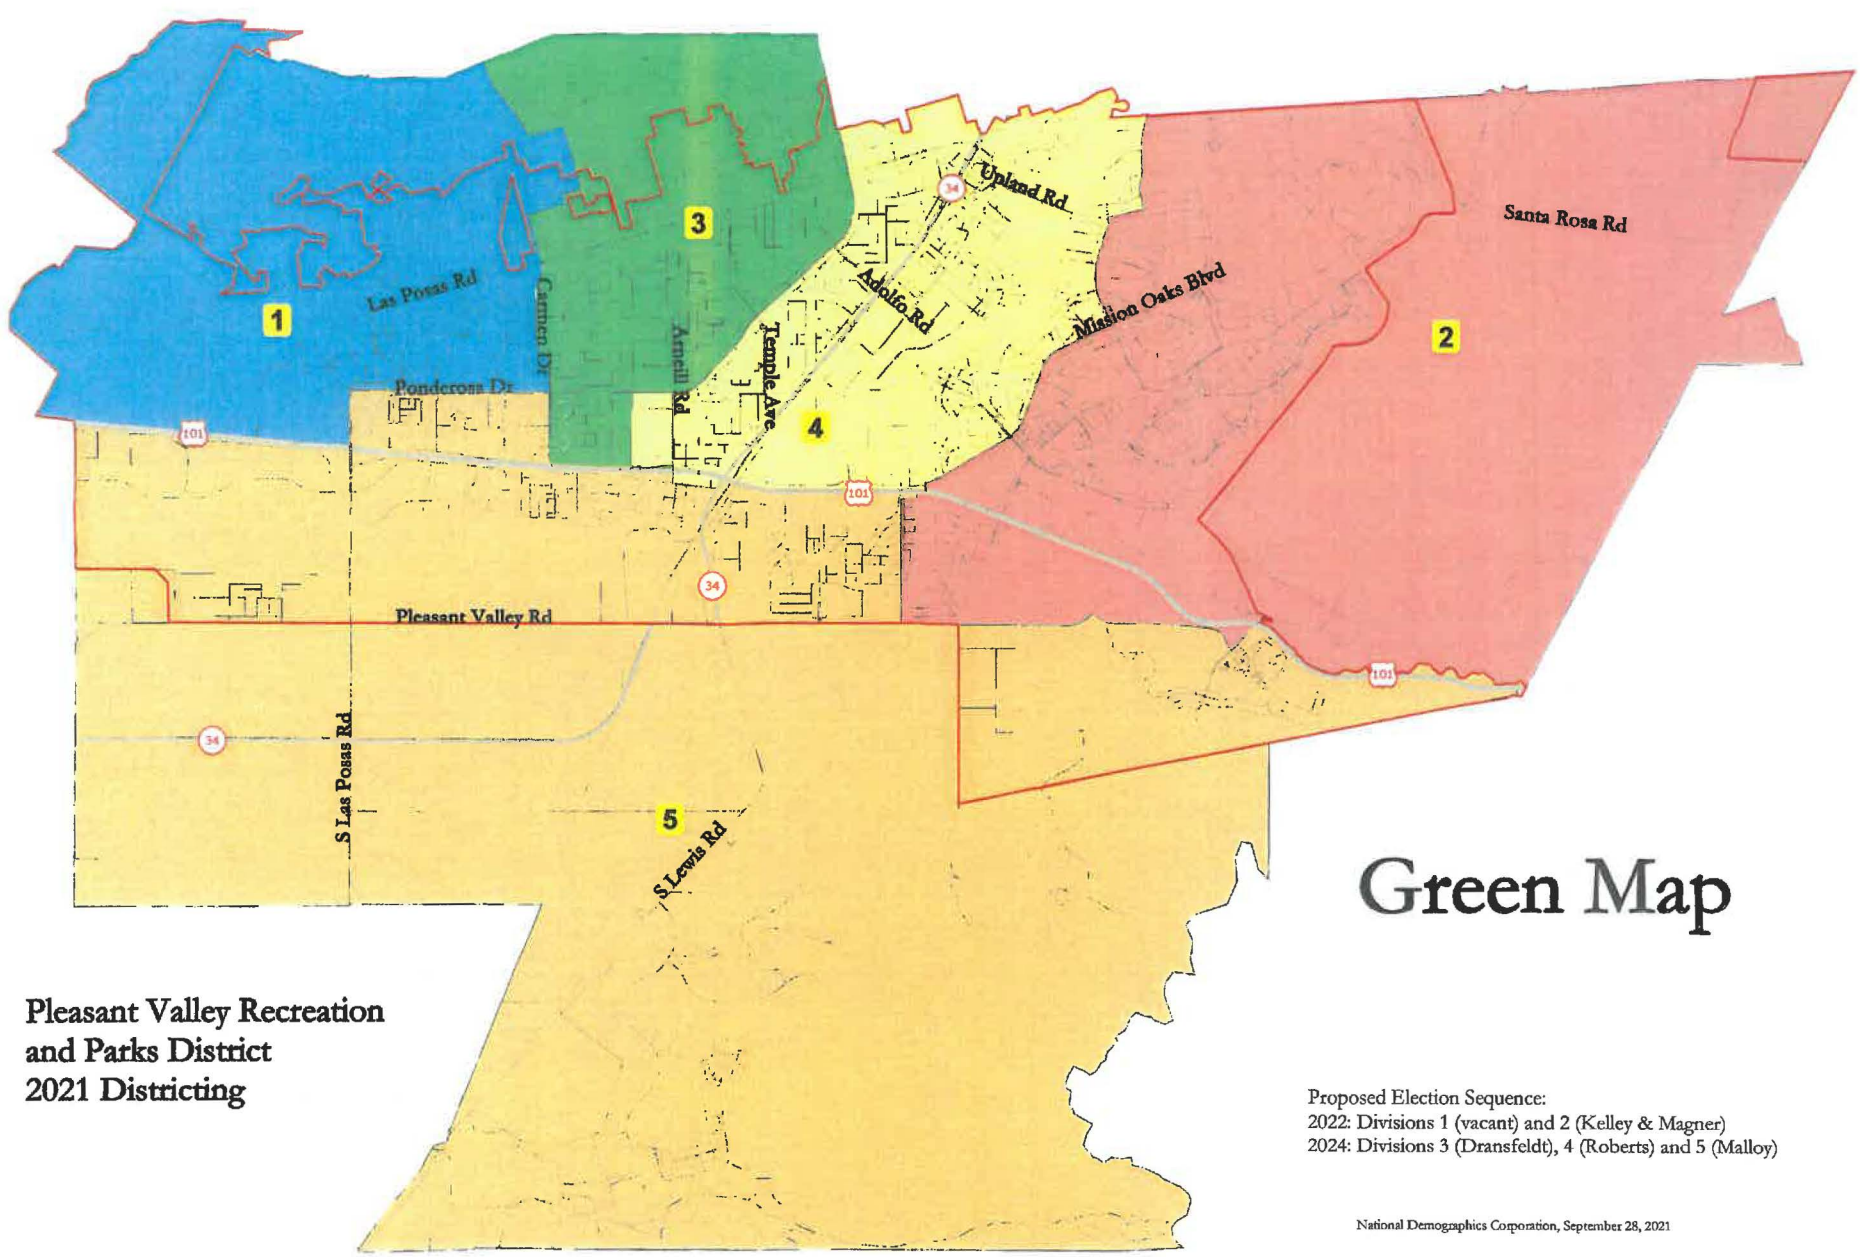 3
34
Upland Rd
Santa Rosa Rd
Las Posas Rd
1
Carmen Dr
Arneill Rd
Temple Ave
Adolfo Rd
Mission Oaks Blvd
2
Ponderosa Dr
4
101
101
34
Pleasant Valley Rd
101
34
S Las Posas Rd
5
S Lewis Rd
Green Map
Pleasant Valley Recreation
and Parks District
2021 Districting
Proposed Election Sequence:
2022: Divisions 1 (vacant) and 2 (Kelley & Magner)
2024: Divisions 3 (Dransfeldt), 4 (Roberts) and 5 (Malloy)
National Demographics Corporation, September 28, 2021